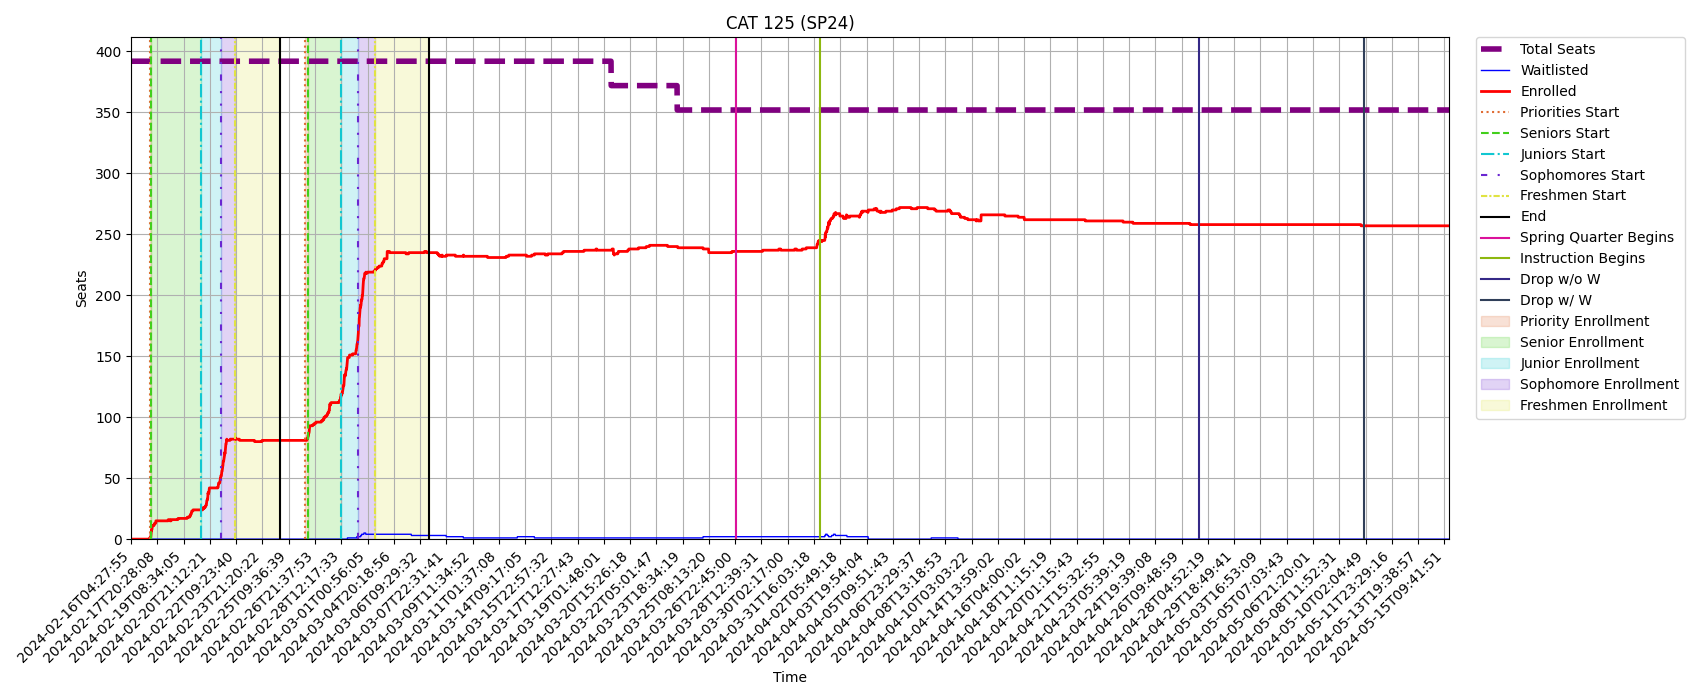 CAT 125 (SP24)
400
350
300
250
200
150
100
50
0
Seats
2024-02-16T04:27:55
2024-02-17T20:28:08
2024-02-19T08:34:05
2024-02-20T21:12:21
2024-02-22T09:23:40
2024-02-23T21:20:22
2024-02-25T09:36:39
2024-02-26T21:37:53
2024-02-28T12:17:33
2024-03-01T00:56:05
2024-03-04T20:18:56
2024-03-06T09:29:32
2024-03-07T22:31:41
2024-03-09T11:34:52
2024-03-11T01:37:08
2024-03-14T09:17:05
2024-03-15T22:57:32
2024-03-17T12:27:43
2024-03-19T01:48:01
2024-03-20T15:26:18
2024-03-22T05:01:47
2024-03-23T18:34:19
2024-03-25T08:13:20
2024-03-26T22:45:00
2024-03-28T12:39:31
2024-03-30T02:17:00
2024-03-31T16:03:18
2024-04-02T05:49:18
2024-04-03T19:54:04
2024-04-05T09:51:43
2024-04-06T23:29:37
2024-04-08T13:18:53
2024-04-10T03:03:22
2024-04-14T13:59:02
2024-04-16T04:00:02
2024-04-18T11:15:19
2024-04-20T01:15:43
2024-04-21T15:32:55
2024-04-23T05:39:19
2024-04-24T19:39:08
2024-04-26T09:48:59
2024-04-28T04:52:19
2024-04-29T18:49:41
2024-05-03T16:53:09
2024-05-05T07:03:43
2024-05-06T21:20:01
2024-05-08T11:52:31
2024-05-10T02:04:49
2024-05-11T23:29:16
2024-05-13T19:38:57
2024-05-15T09:41:51
Time
Total Seats
Waitlisted
Enrolled
Priorities Start
Seniors Start
Juniors Start
Sophomores Start
Freshmen Start
End
Spring Quarter Begins
Instruction Begins
Drop w/o W
Drop w/ W
Priority Enrollment
Senior Enrollment
Junior Enrollment
Sophomore Enrollment
Freshmen Enrollment